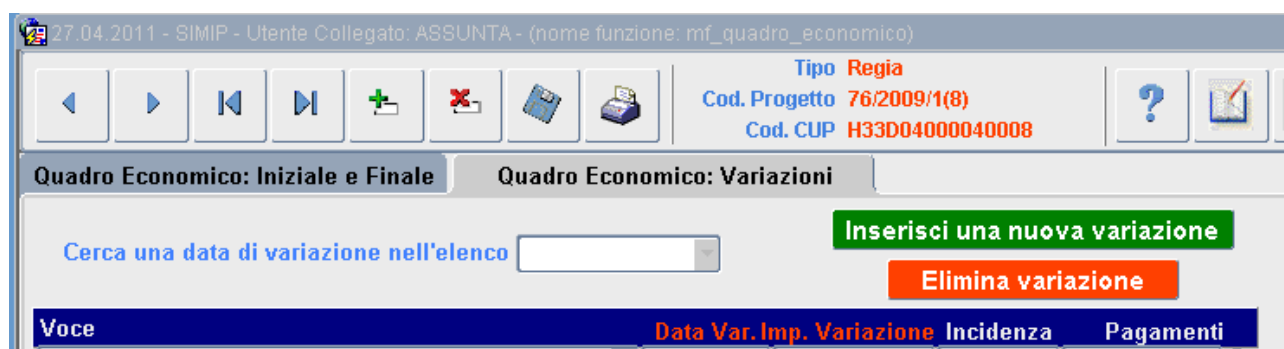 27.04.2011 - SIMIP - Utente Collegato: ASSUNTA - (nome funzione: mf_quadro_economico)
Tipo Regia
Cod. Progetto 76/2009/1(8)
Cod. CUP H33D04000040008
?
Quadro Economico: Iniziale e Finale Quadro Economico: Variazioni
Inserisci una nuova variazione
Cerca una data di variazione nell'elenco
Elimina variazione
Voce Data Var. Imp. Variazione Incidenza Pagamenti